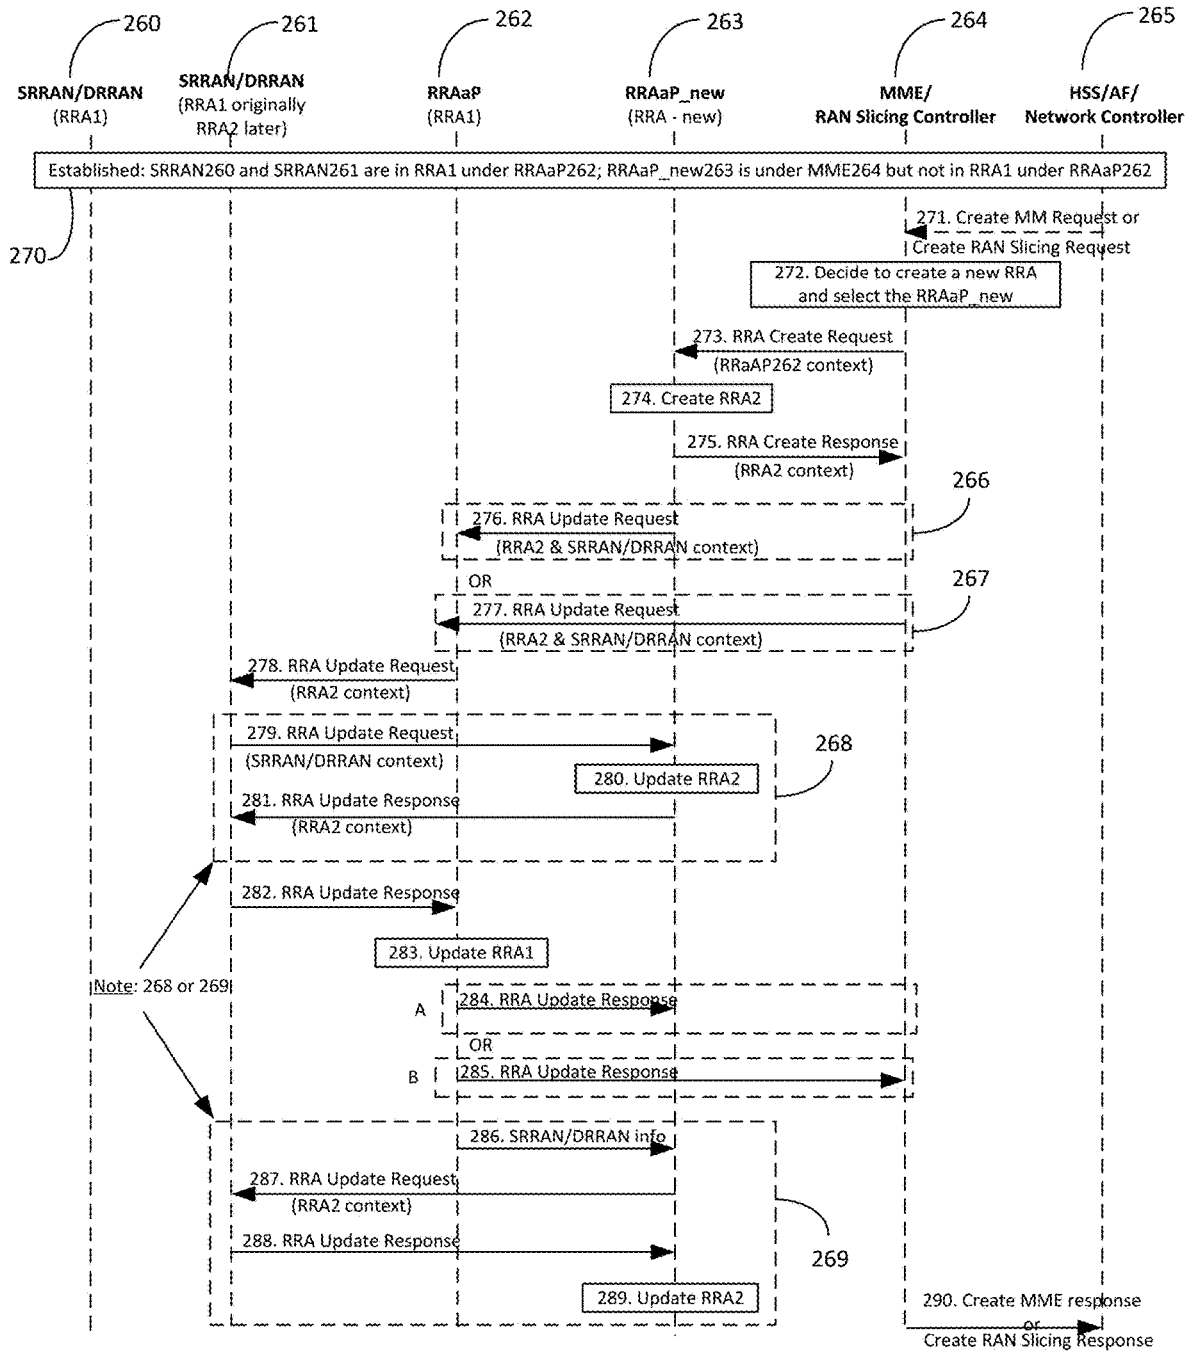 260
261
262
263
264
265
SRRAN/DRRAN
(RRA1)
SRRAN/DRRAN
(RRA1 originally
RRA2 later)
RRAaP
(RRA1)
RRAaP_new
(RRA - new)
MME/
RAN Slicing Controller
HSS/AF/
Network Controller
Established: SRRAN260 and SRRAN261 are in RRA1 under RRAaP262; RRAaP_new263 is under MME264 but not in RRA1 under RRAaP262
270
271. Create MM Request or
Create RAN Slicing Request
272. Decide to create a new RRA
and select the RRAaP_new
273. RRA Create Request
(RRaAP262 context)
274. Create RRA2
275. RRA Create Response
(RRA2 context)
266
276. RRA Update Request
(RRA2 & SRRAN/DRRAN context)
OR
267
277. RRA Update Request
(RRA2 & SRRAN/DRRAN context)
278. RRA Update Request
(RRA2 context)
279. RRA Update Request
(SRRAN/DRRAN context)
268
280. Update RRA2
281. RRA Update Response
(RRA2 context)
282. RRA Update Response
283. Update RRA1
Note: 268 or 269
A
284. RRA Update Response
OR
B
285. RRA Update Response
286. SRRAN/DRRAN info
287. RRA Update Request
(RRA2 context)
288. RRA Update Response
269
289. Update RRA2
290. Create MME response
or
Create RAN Slicing Response